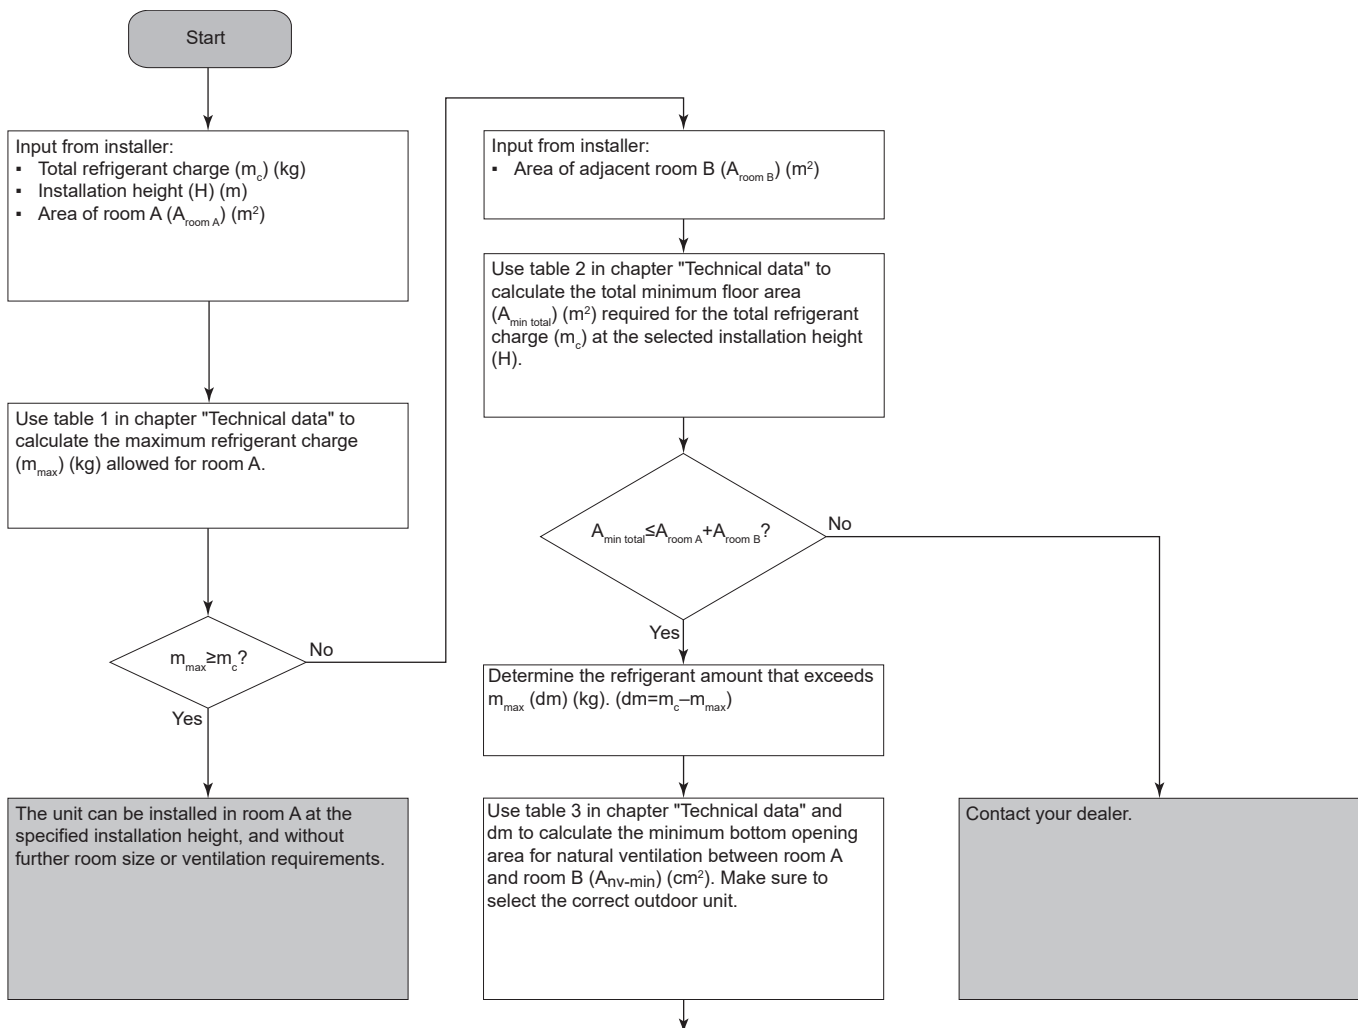 Start
Input from installer:
▪ Total refrigerant charge (mc) (kg)
▪ Installation height (H) (m)
▪ Area of room A (Aroom A) (m²)
Use table 1 in chapter "Technical data" to
calculate the maximum refrigerant charge
(mmax) (kg) allowed for room A.
mmax≥mc?
No
Yes
The unit can be installed in room A at the
specified installation height, and without
further room size or ventilation requirements.
Input from installer:
▪ Area of adjacent room B (Aroom B) (m²)
Use table 2 in chapter "Technical data" to
calculate the total minimum floor area
(Amin total) (m²) required for the total refrigerant
charge (mc) at the selected installation height
(H).
Amin total≤Aroom A+Aroom B?
No
Yes
Determine the refrigerant amount that exceeds
mmax (dm) (kg). (dm=mc–mmax)
Use table 3 in chapter "Technical data" and
dm to calculate the minimum bottom opening
area for natural ventilation between room A
and room B (Anv-min) (cm²). Make sure to
select the correct outdoor unit.
Contact your dealer.